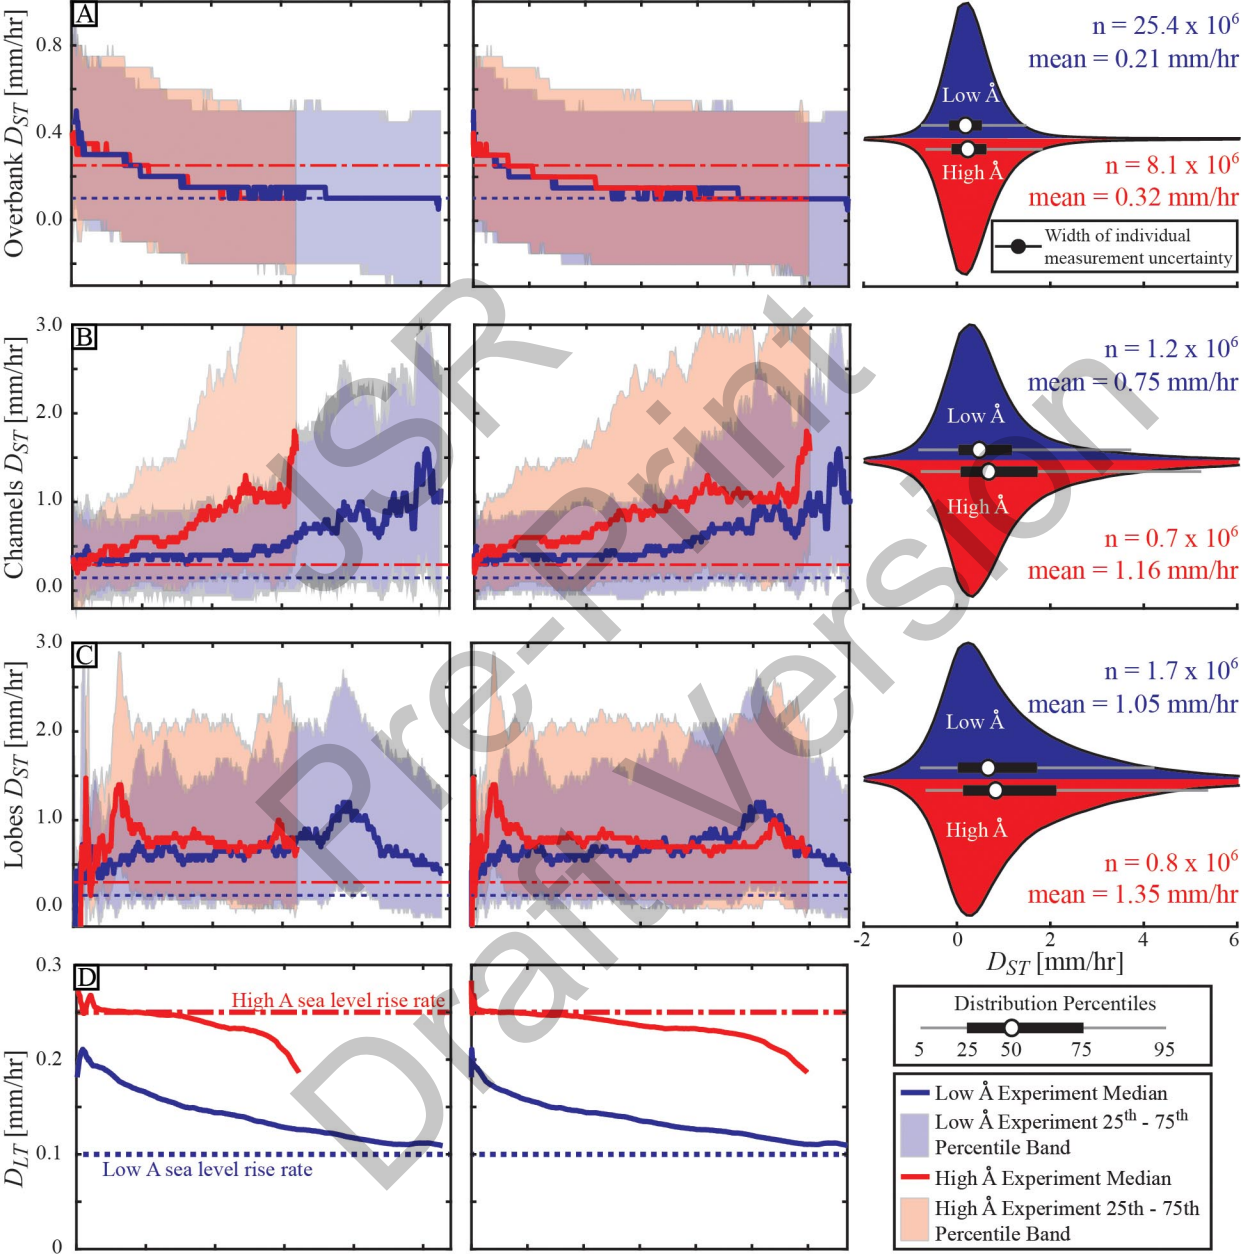 A
Overbank D_ST [mm/hr]
0.8
0.4
0.0
n = 25.4 x 10^6
mean = 0.21 mm/hr
Low Å
High Å
n = 8.1 x 10^6
mean = 0.32 mm/hr
Width of individual
measurement uncertainty
B
Channels D_ST [mm/hr]
3.0
2.0
1.0
0.0
n = 1.2 x 10^6
mean = 0.75 mm/hr
Low Å
High Å
n = 0.7 x 10^6
mean = 1.16 mm/hr
C
Lobes D_ST [mm/hr]
3.0
2.0
1.0
0.0
n = 1.7 x 10^6
mean = 1.05 mm/hr
Low Å
High Å
n = 0.8 x 10^6
mean = 1.35 mm/hr
-2 0 2 4 6
D_ST [mm/hr]
D
D_LT [mm/hr]
0.3
0.2
0.1
0
High A sea level rise rate
Low A sea level rise rate
Distribution Percentiles
5 25 50 75 95
Low Å Experiment Median
Low Å Experiment 25^th - 75^th
Percentile Band
High Å Experiment Median
High Å Experiment 25th - 75th
Percentile Band
JSR
Pre-Print
Draft Version